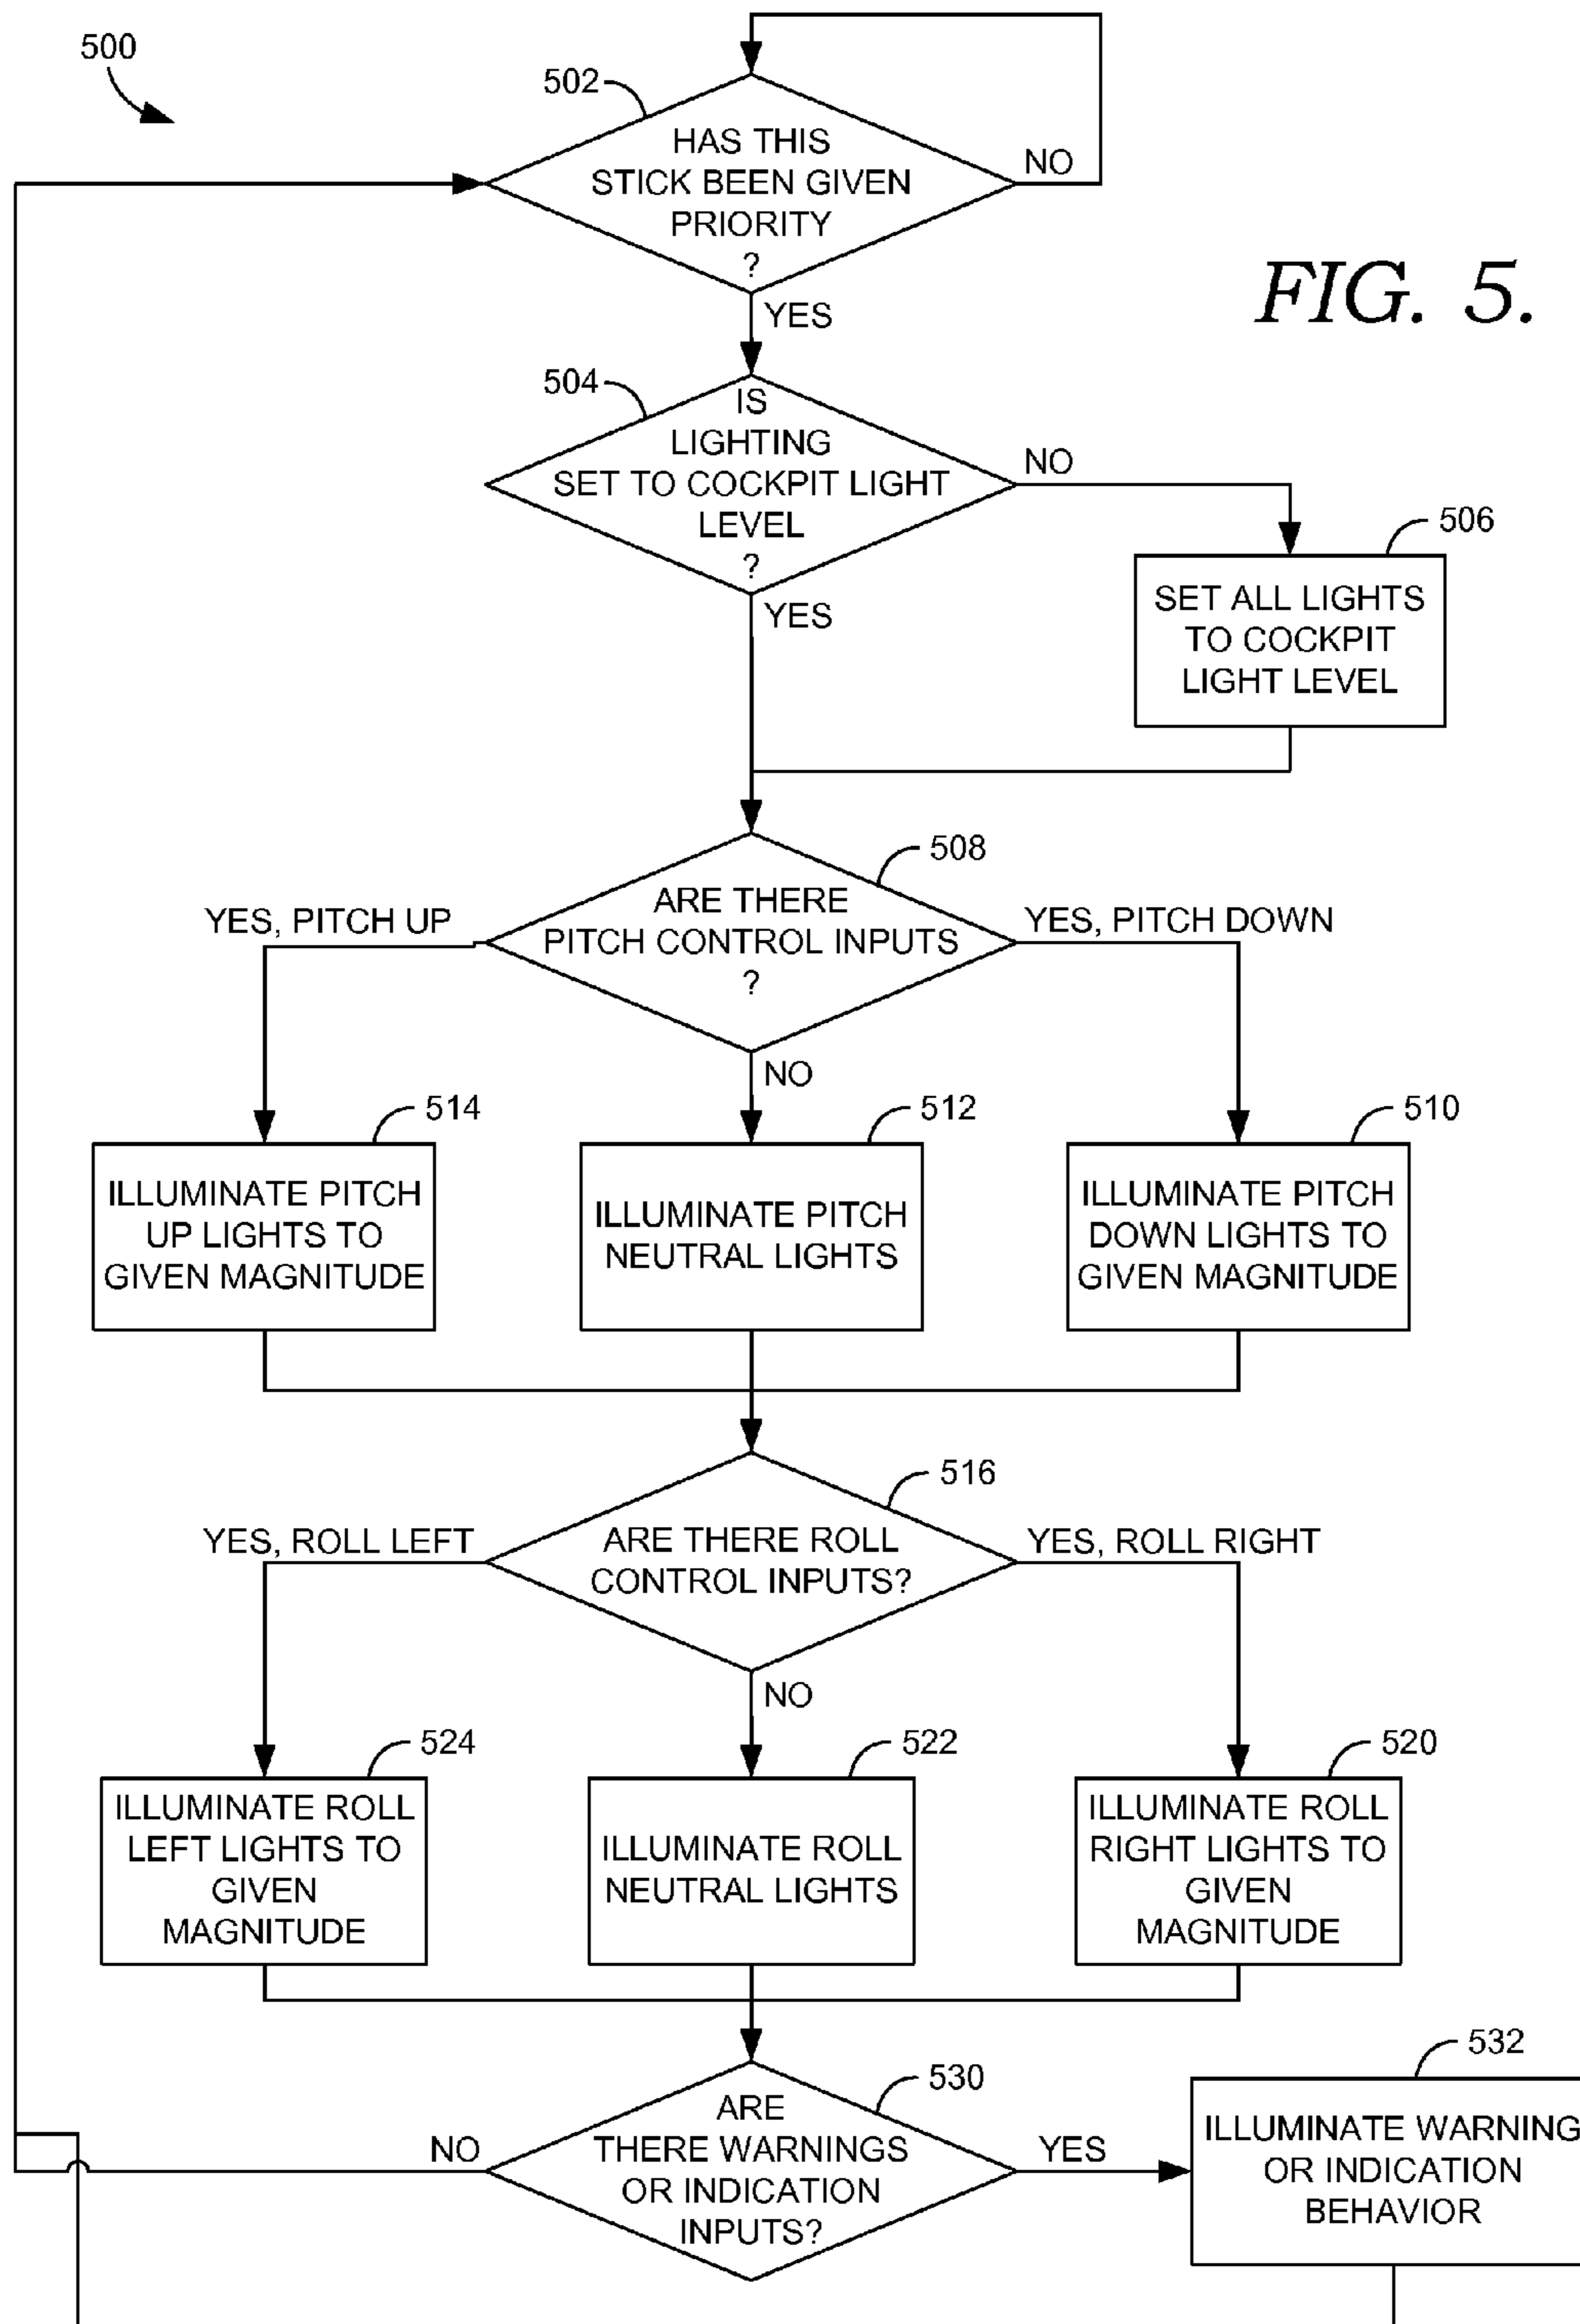 500
502
HAS THIS
STICK BEEN GIVEN
PRIORITY
?
NO
FIG. 5.
YES
504
IS
LIGHTING
SET TO COCKPIT LIGHT
LEVEL
?
NO
506
SET ALL LIGHTS
TO COCKPIT
LIGHT LEVEL
YES
508
ARE THERE
PITCH CONTROL INPUTS
?
YES, PITCH UP
YES, PITCH DOWN
NO
514
ILLUMINATE PITCH
UP LIGHTS TO
GIVEN MAGNITUDE
512
ILLUMINATE PITCH
NEUTRAL LIGHTS
510
ILLUMINATE PITCH
DOWN LIGHTS TO
GIVEN MAGNITUDE
516
ARE THERE ROLL
CONTROL INPUTS?
YES, ROLL LEFT
YES, ROLL RIGHT
NO
524
ILLUMINATE ROLL
LEFT LIGHTS TO
GIVEN
MAGNITUDE
522
ILLUMINATE ROLL
NEUTRAL LIGHTS
520
ILLUMINATE ROLL
RIGHT LIGHTS TO
GIVEN
MAGNITUDE
530
ARE
THERE WARNINGS
OR INDICATION
INPUTS?
NO
YES
532
ILLUMINATE WARNING
OR INDICATION
BEHAVIOR